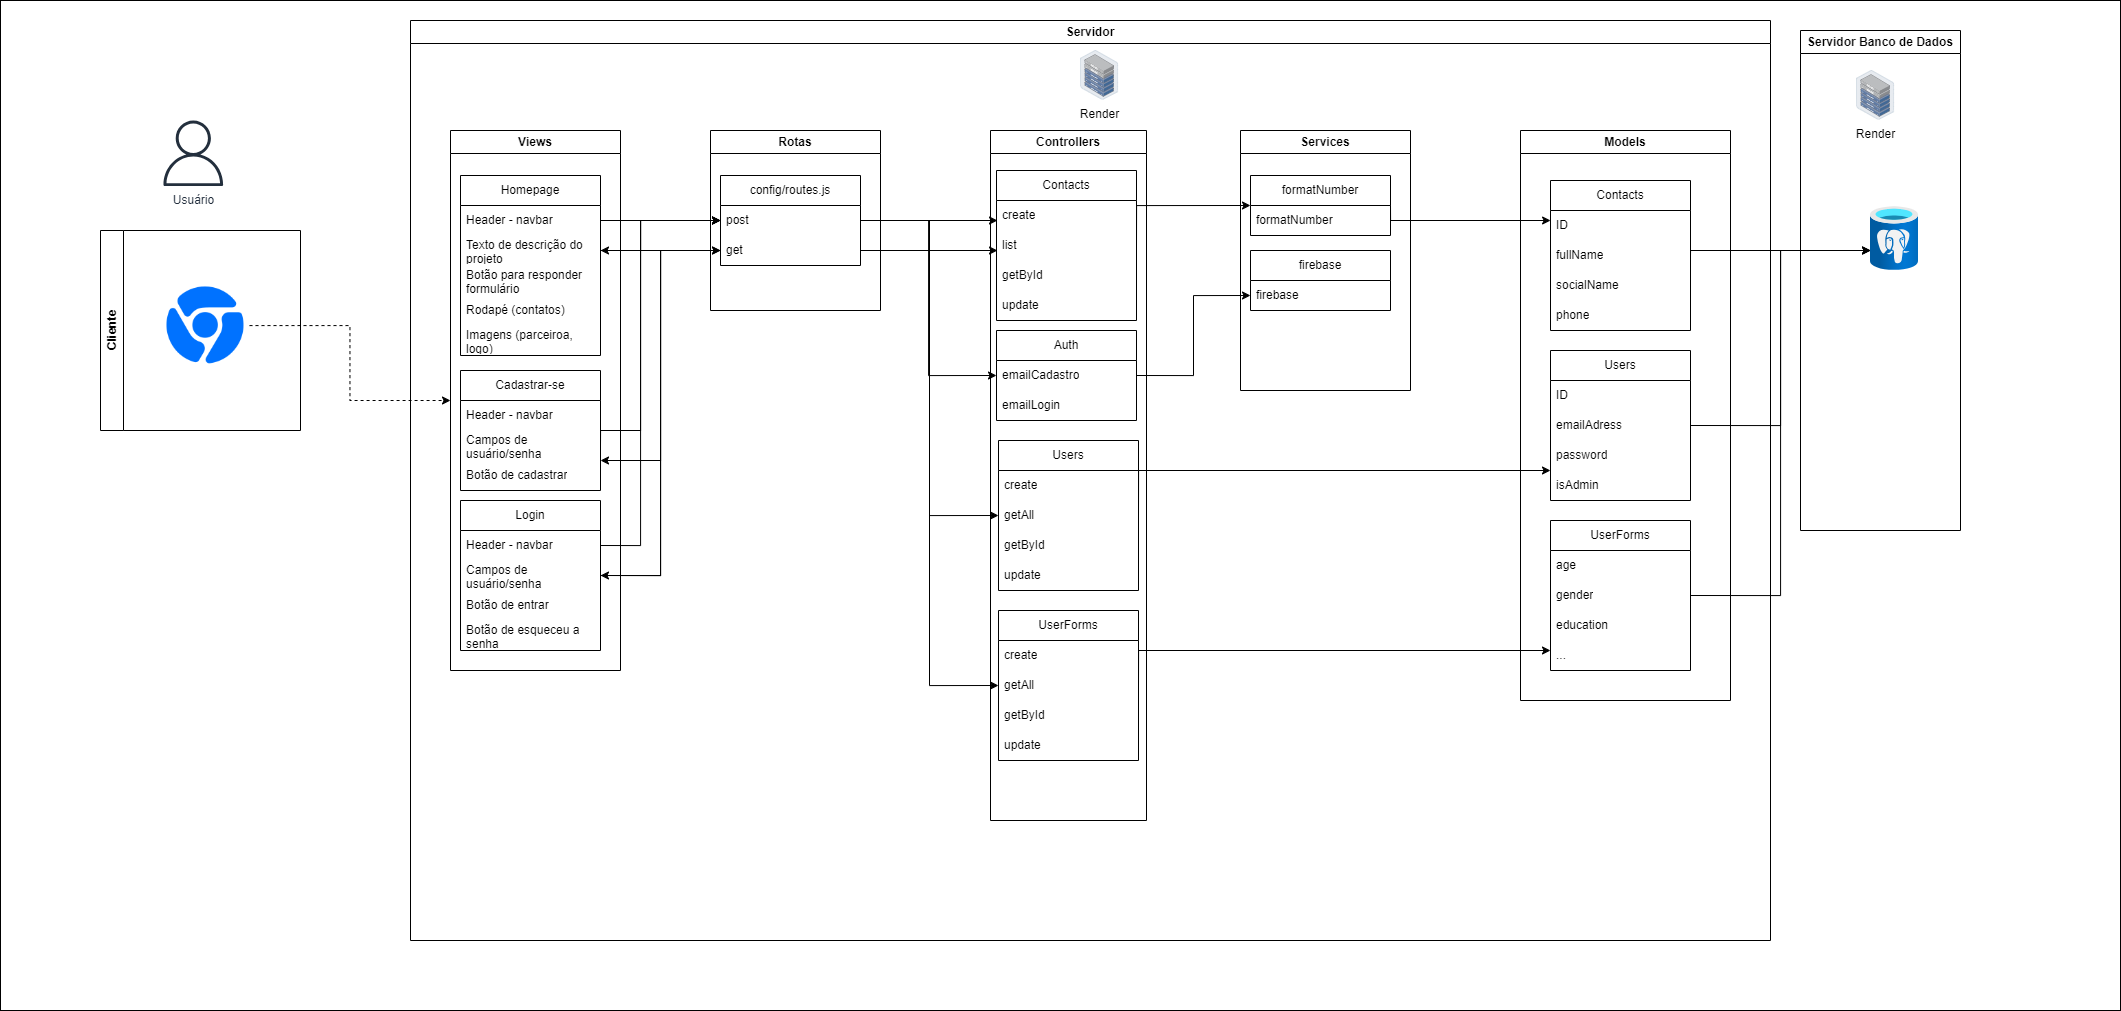 Servidor
Render
Servidor Banco de Dados
Render
Usuário
Cliente
Views
Homepage
Header - navbar
Texto de descrição do
projeto
Botão para responder
formulário
Rodapé (contatos)
Imagens (parceiroa,
logo)
Cadastrar-se
Header - navbar
Campos de
usuário/senha
Botão de cadastrar
Login
Header - navbar
Campos de
usuário/senha
Botão de entrar
Botão de esqueceu a
senha
Rotas
config/routes.js
post
get
Controllers
Contacts
create
list
getById
update
Auth
emailCadastro
emailLogin
Users
create
getAll
getById
update
UserForms
create
getAll
getById
update
Services
formatNumber
formatNumber
firebase
firebase
Models
Contacts
ID
fullName
socialName
phone
Users
ID
emailAdress
password
isAdmin
UserForms
age
gender
education
...